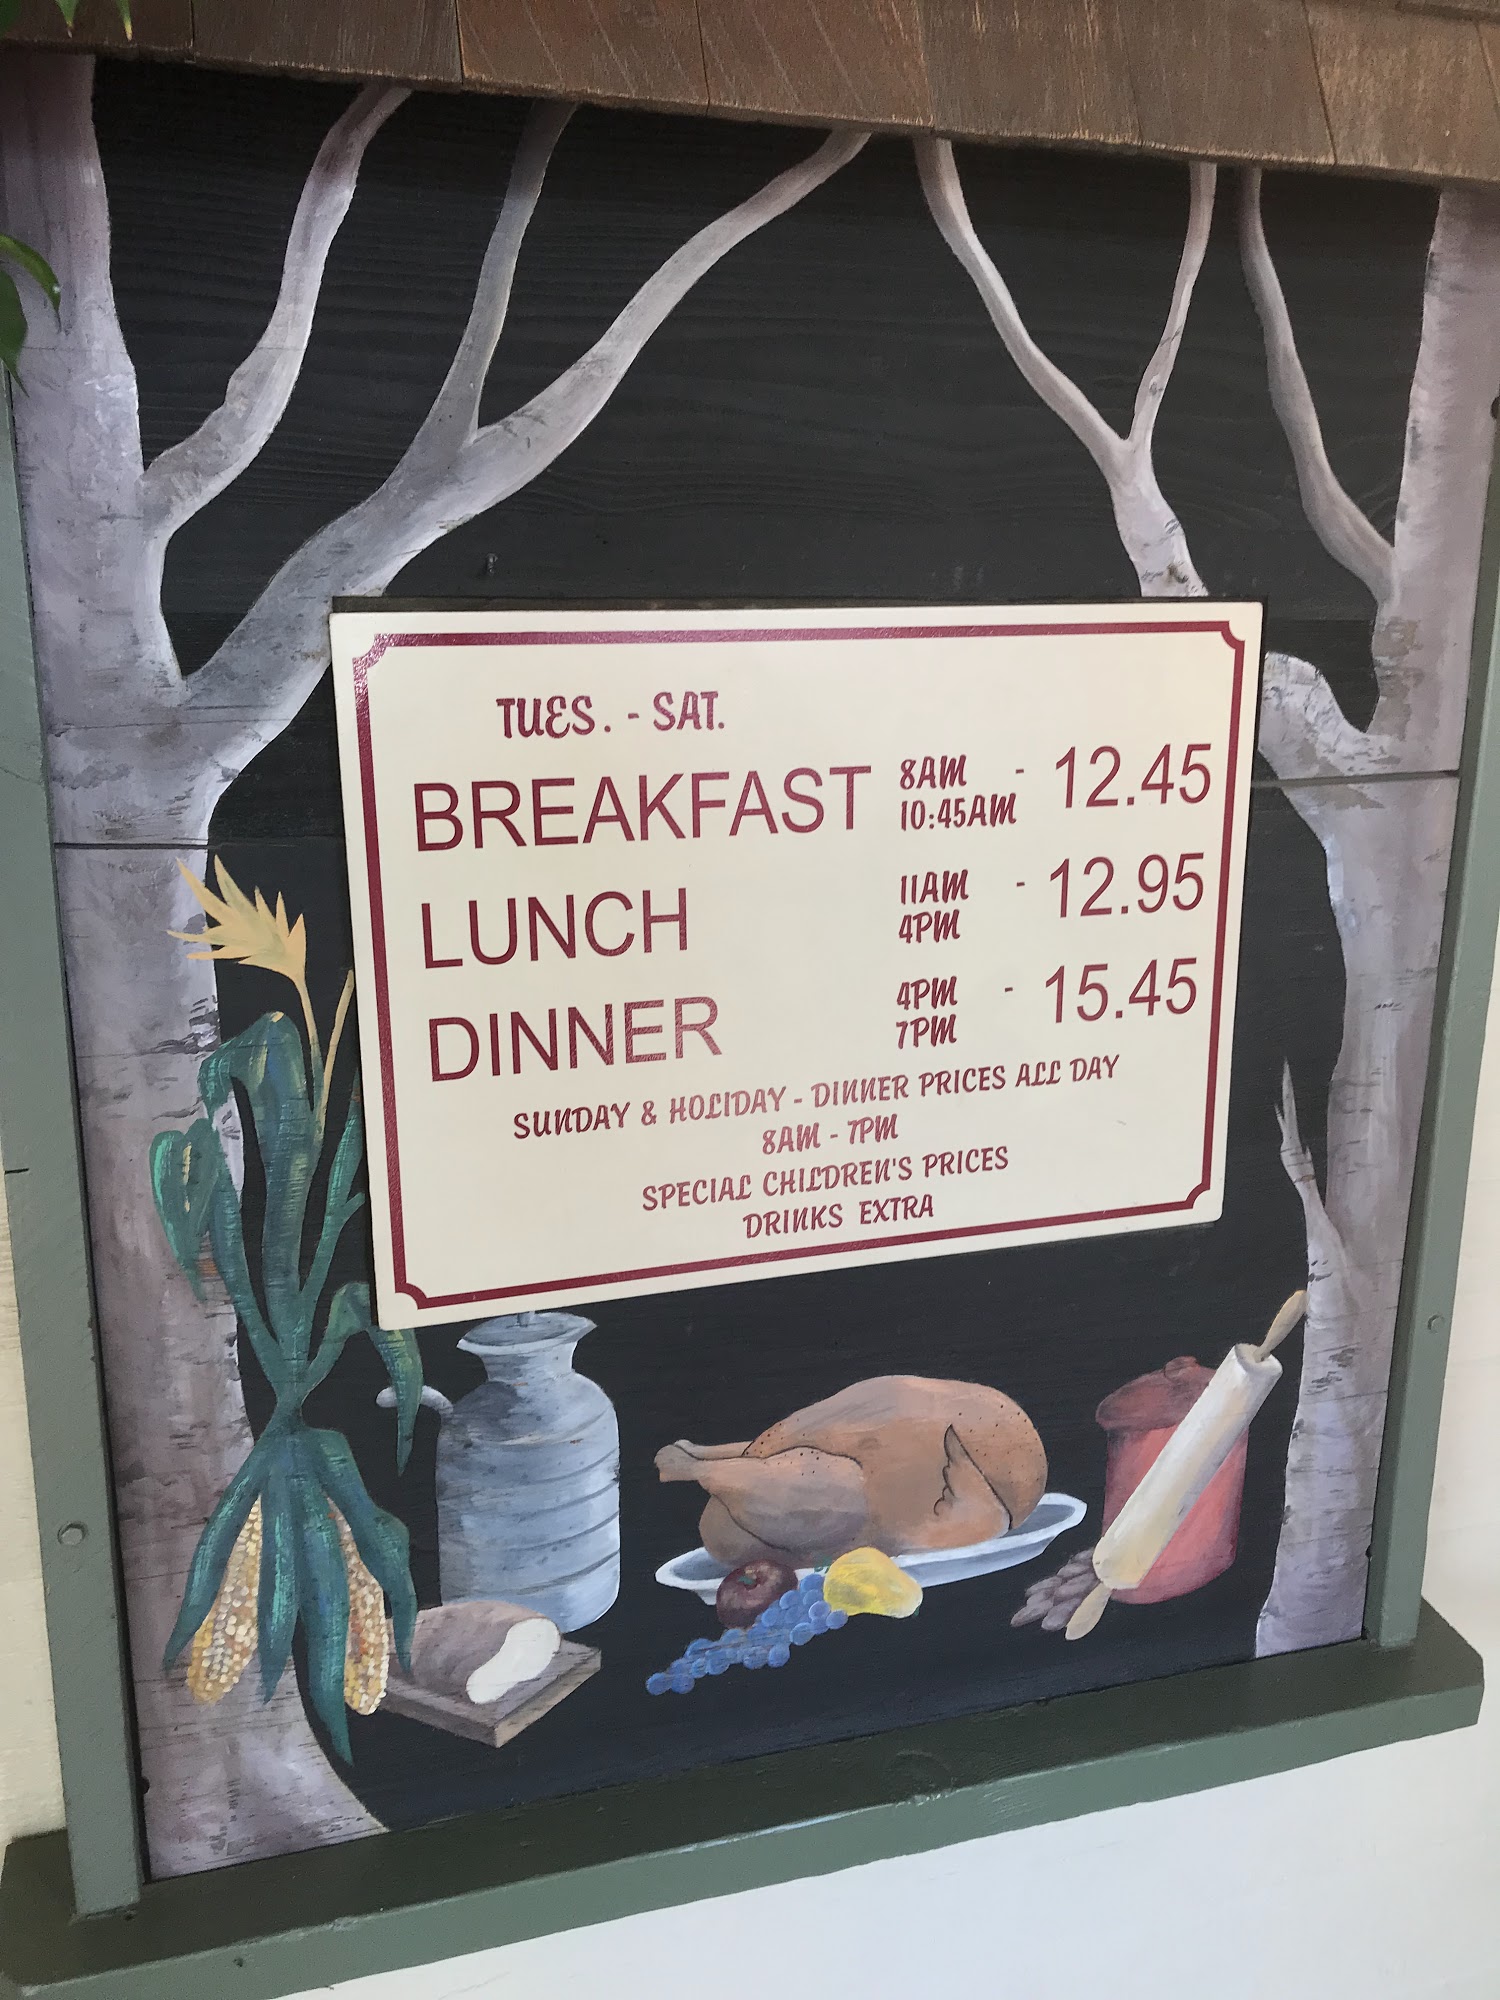 TUES. - SAT.
BREAKFAST 8AM - 10:45AM 12.45
LUNCH 11AM - 4PM 12.95
DINNER 4PM - 7PM 15.45
SUNDAY & HOLIDAY - DINNER PRICES ALL DAY
8AM - 7PM
SPECIAL CHILDREN'S PRICES
DRINKS EXTRA